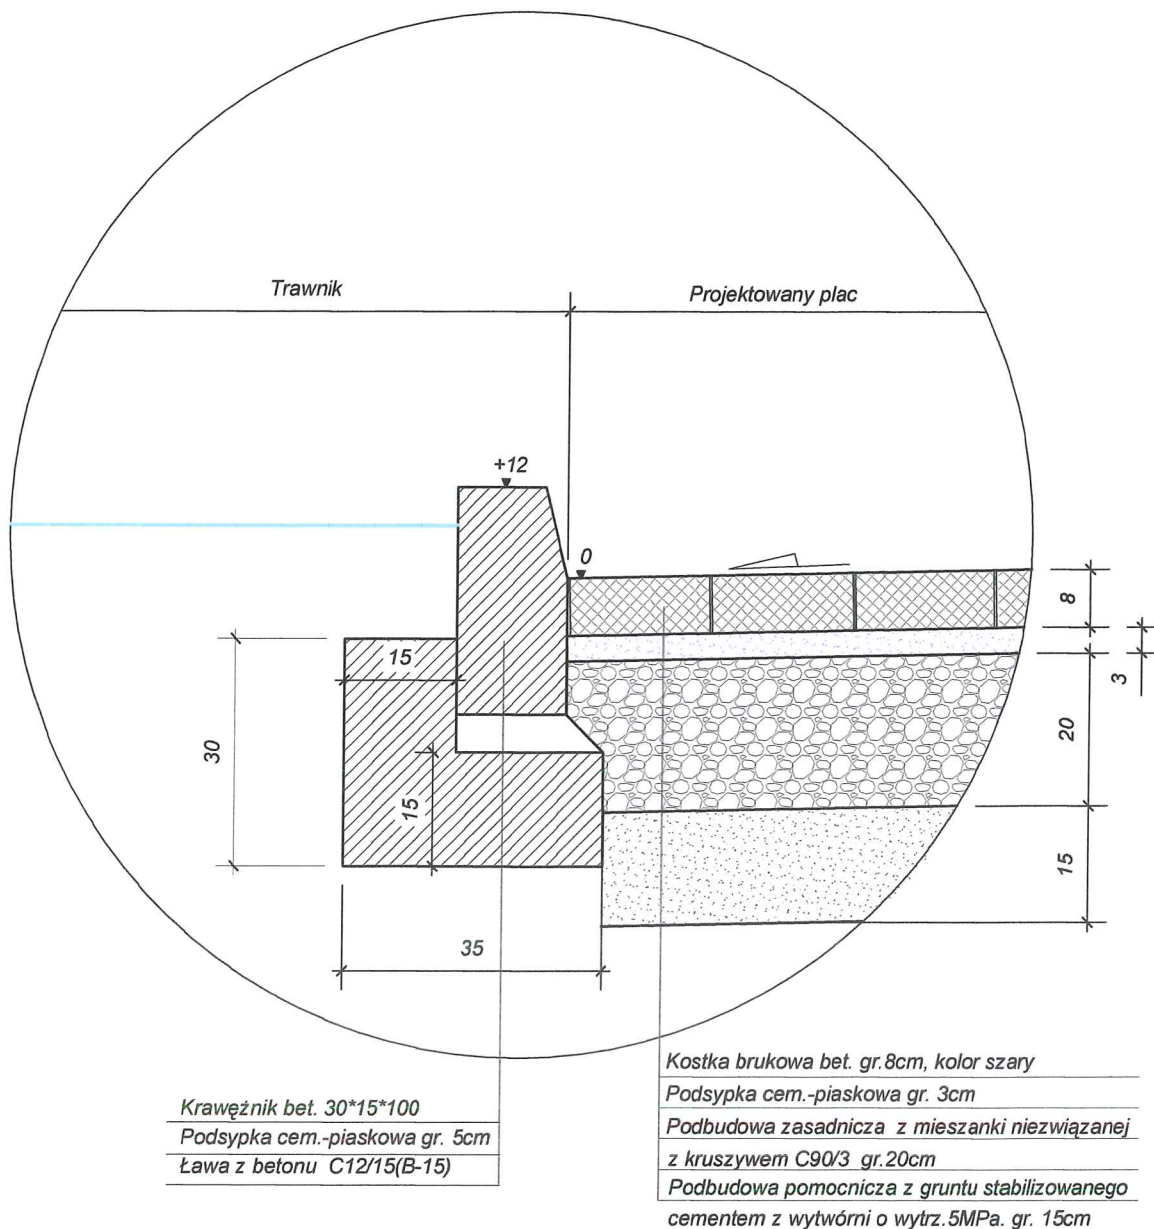 Trawnik
Projektowany plac
+12
0
8
15
3
30
20
15
15
35
Kostka brukowa bet. gr.8cm, kolor szary
Podsypka cem.-piaskowa gr. 3cm
Krawężnik bet. 30*15*100
Podbudowa zasadnicza z mieszanki niezwiązanej
Podsypka cem.-piaskowa gr. 5cm
z kruszywem C90/3 gr.20cm
Ława z betonu C12/15(B-15)
Podbudowa pomocnicza z gruntu stabilizowanego
cementem z wytwórni o wytrz.5MPa. gr. 15cm